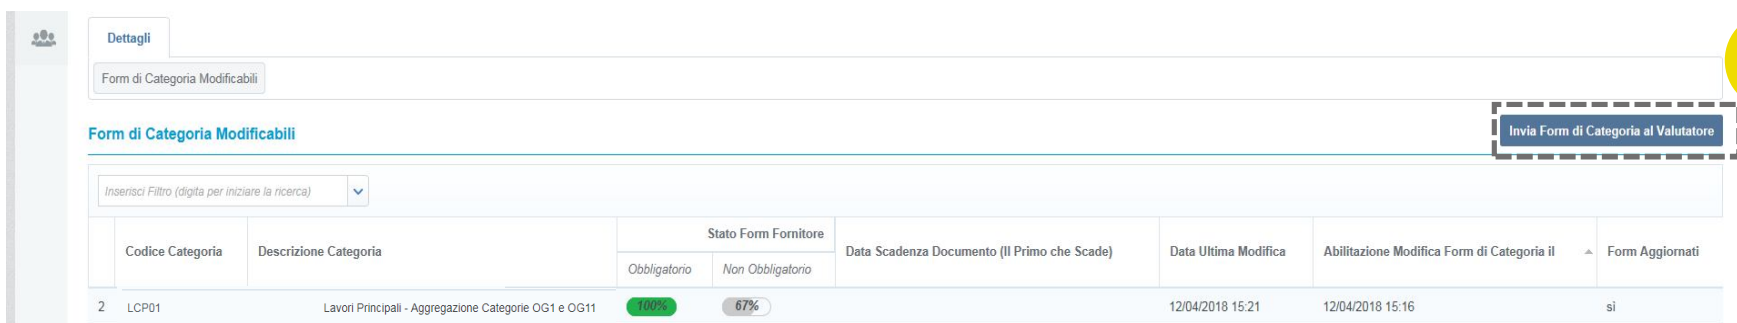 Dettagli
Form di Categoria Modificabili
Form di Categoria Modificabili
Invia Form di Categoria al Valutatore
Inserisci Filtro (digita per iniziare la ricerca)
Codice Categoria Descrizione Categoria Stato Form Fornitore Data Scadenza Documento (Il Primo che Scade) Data Ultima Modifica Abilitazione Modifica Form di Categoria il Form Aggiornati
Obbligatorio Non Obbligatorio
2 LCP01 Lavori Principali - Aggregazione Categorie OG1 e OG11 100% 67% 12/04/2018 15:21 12/04/2018 15:16 sì